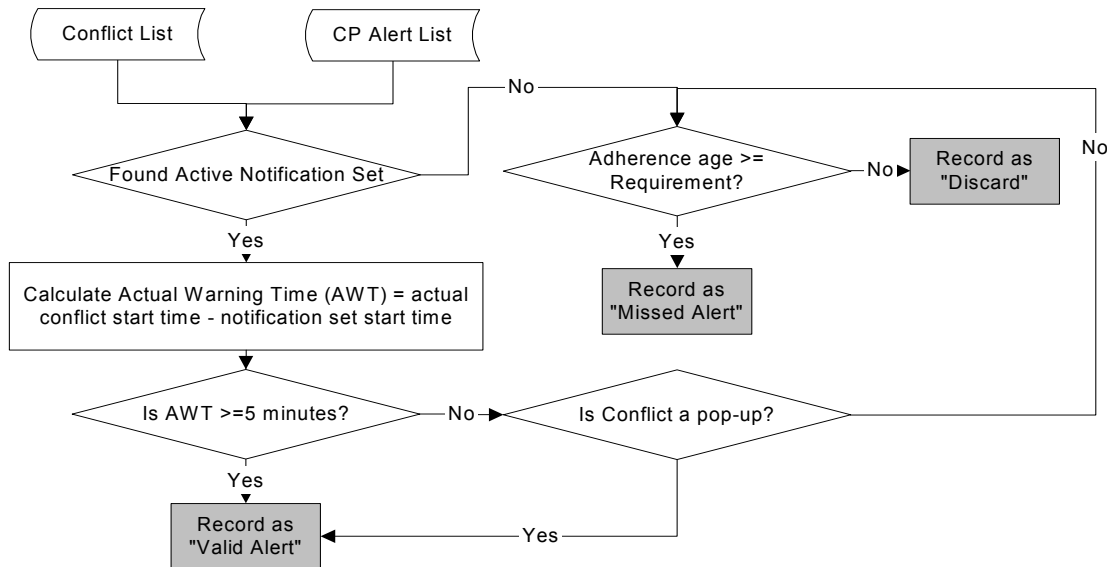 Conflict List
CP Alert List
No
No
Found Active Notification Set
Adherence age >=
Requirement?
No
Record as
"Discard"
Yes
Yes
Calculate Actual Warning Time (AWT) = actual
conflict start time - notification set start time
Record as
"Missed Alert"
Is AWT >=5 minutes?
No
Is Conflict a pop-up?
Yes
Record as
"Valid Alert"
Yes